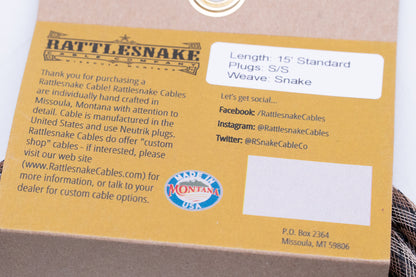 RATTLESNAKE
CABLE COMPANY
Length: 15' Standard
Plugs: S/S
Weave: Snake
Thank you for purchasing a
Rattlesnake Cable! Rattlesnake Cables
are individually hand crafted in
Missoula, Montana with attention to
detail. Cable is manufactured in the
United States and use Neutrik plugs.
Rattlesnake Cables do offer "custom
shop" cables - if interested, please
visit our web site
(www.RattlesnakeCables.com) for
more information, or talk to your
dealer for custom cable options.
Let's get social...
Facebook: /RattlesnakeCables
Instagram: @RattlesnakeCables
Twitter: @RSnakeCableCo
MADE IN
MONTANA
USA
P.O. Box 2364
Missoula, MT 59806